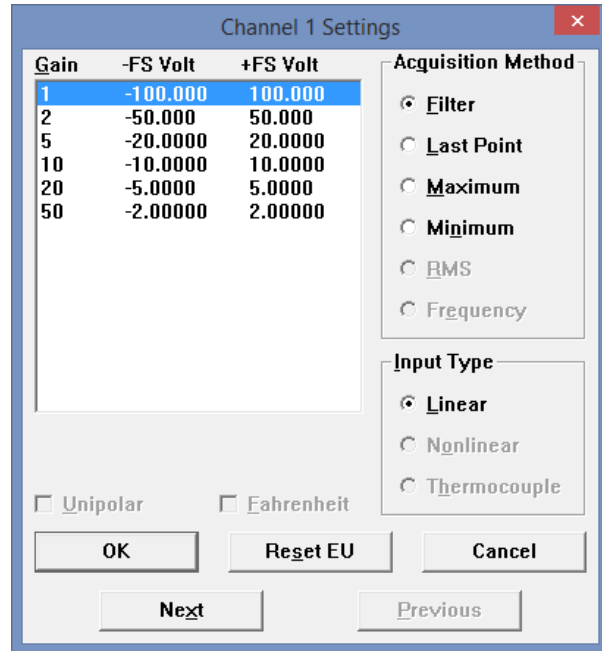 Channel 1 Settings
Gain -FS Volt +FS Volt
1 -100.000 100.000
2 -50.000 50.000
5 -20.0000 20.0000
10 -10.0000 10.0000
20 -5.0000 5.0000
50 -2.00000 2.00000
Acquisition Method
Filter
Last Point
Maximum
Minimum
RMS
Frequency
Input Type
Linear
Nonlinear
Thermocouple
Unipolar Fahrenheit
OK Reset EU Cancel
Next Previous